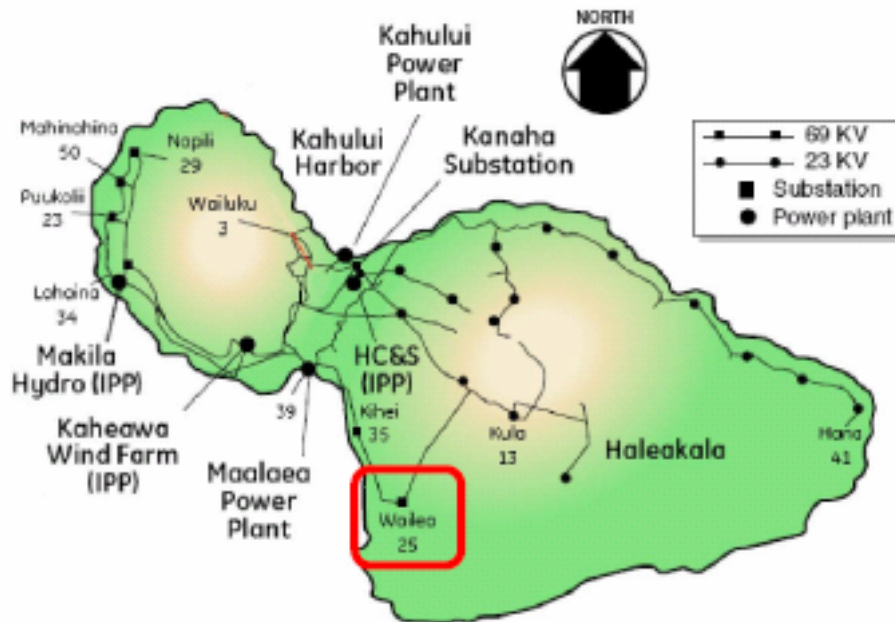 NORTH
Kahului
Power
Plant
Kahului
Harbor
Kanaha
Substation
69 KV
23 KV
Substation
Power plant
Mahinahina
50
Napili
29
Puukolii
23
Wailuku
3
Lahaina
34
Makila
Hydro (IPP)
Kaheawa
Wind Farm
(IPP)
39
Maalaea
Power
Plant
HC&S
(IPP)
Kihei
35
Kula
13
Haleakala
Hana
41
Wailea
25